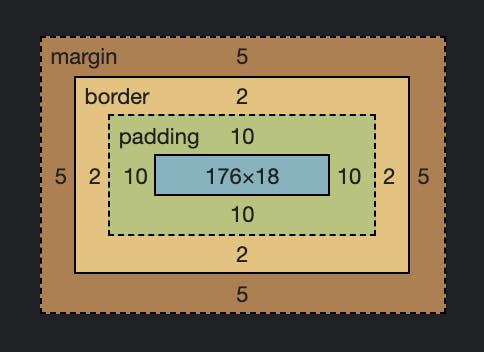 margin 5
border 2
padding 10
5 2 10 176×18 10 2 5
10
2
5